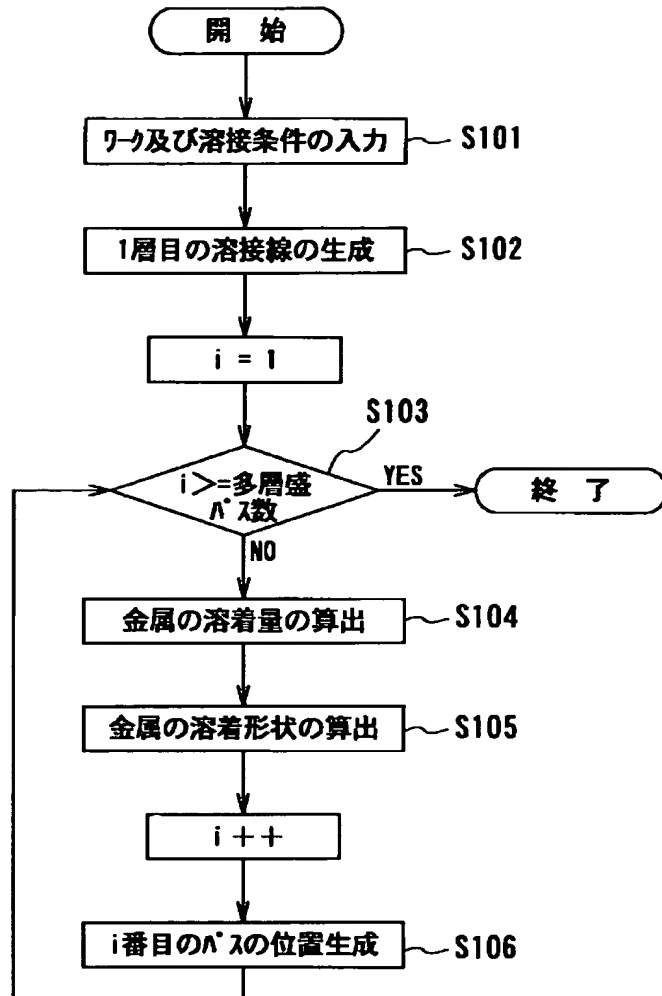 開 始
ﾜｰｸ及び溶接条件の入力
S101
1層目の溶接線の生成
S102
i = 1
S103
i＞=多層盛
ﾊﾟｽ数
YES
終 了
NO
金属の溶着量の算出
S104
金属の溶着形状の算出
S105
i ++
i番目のﾊﾟｽの位置生成
S106